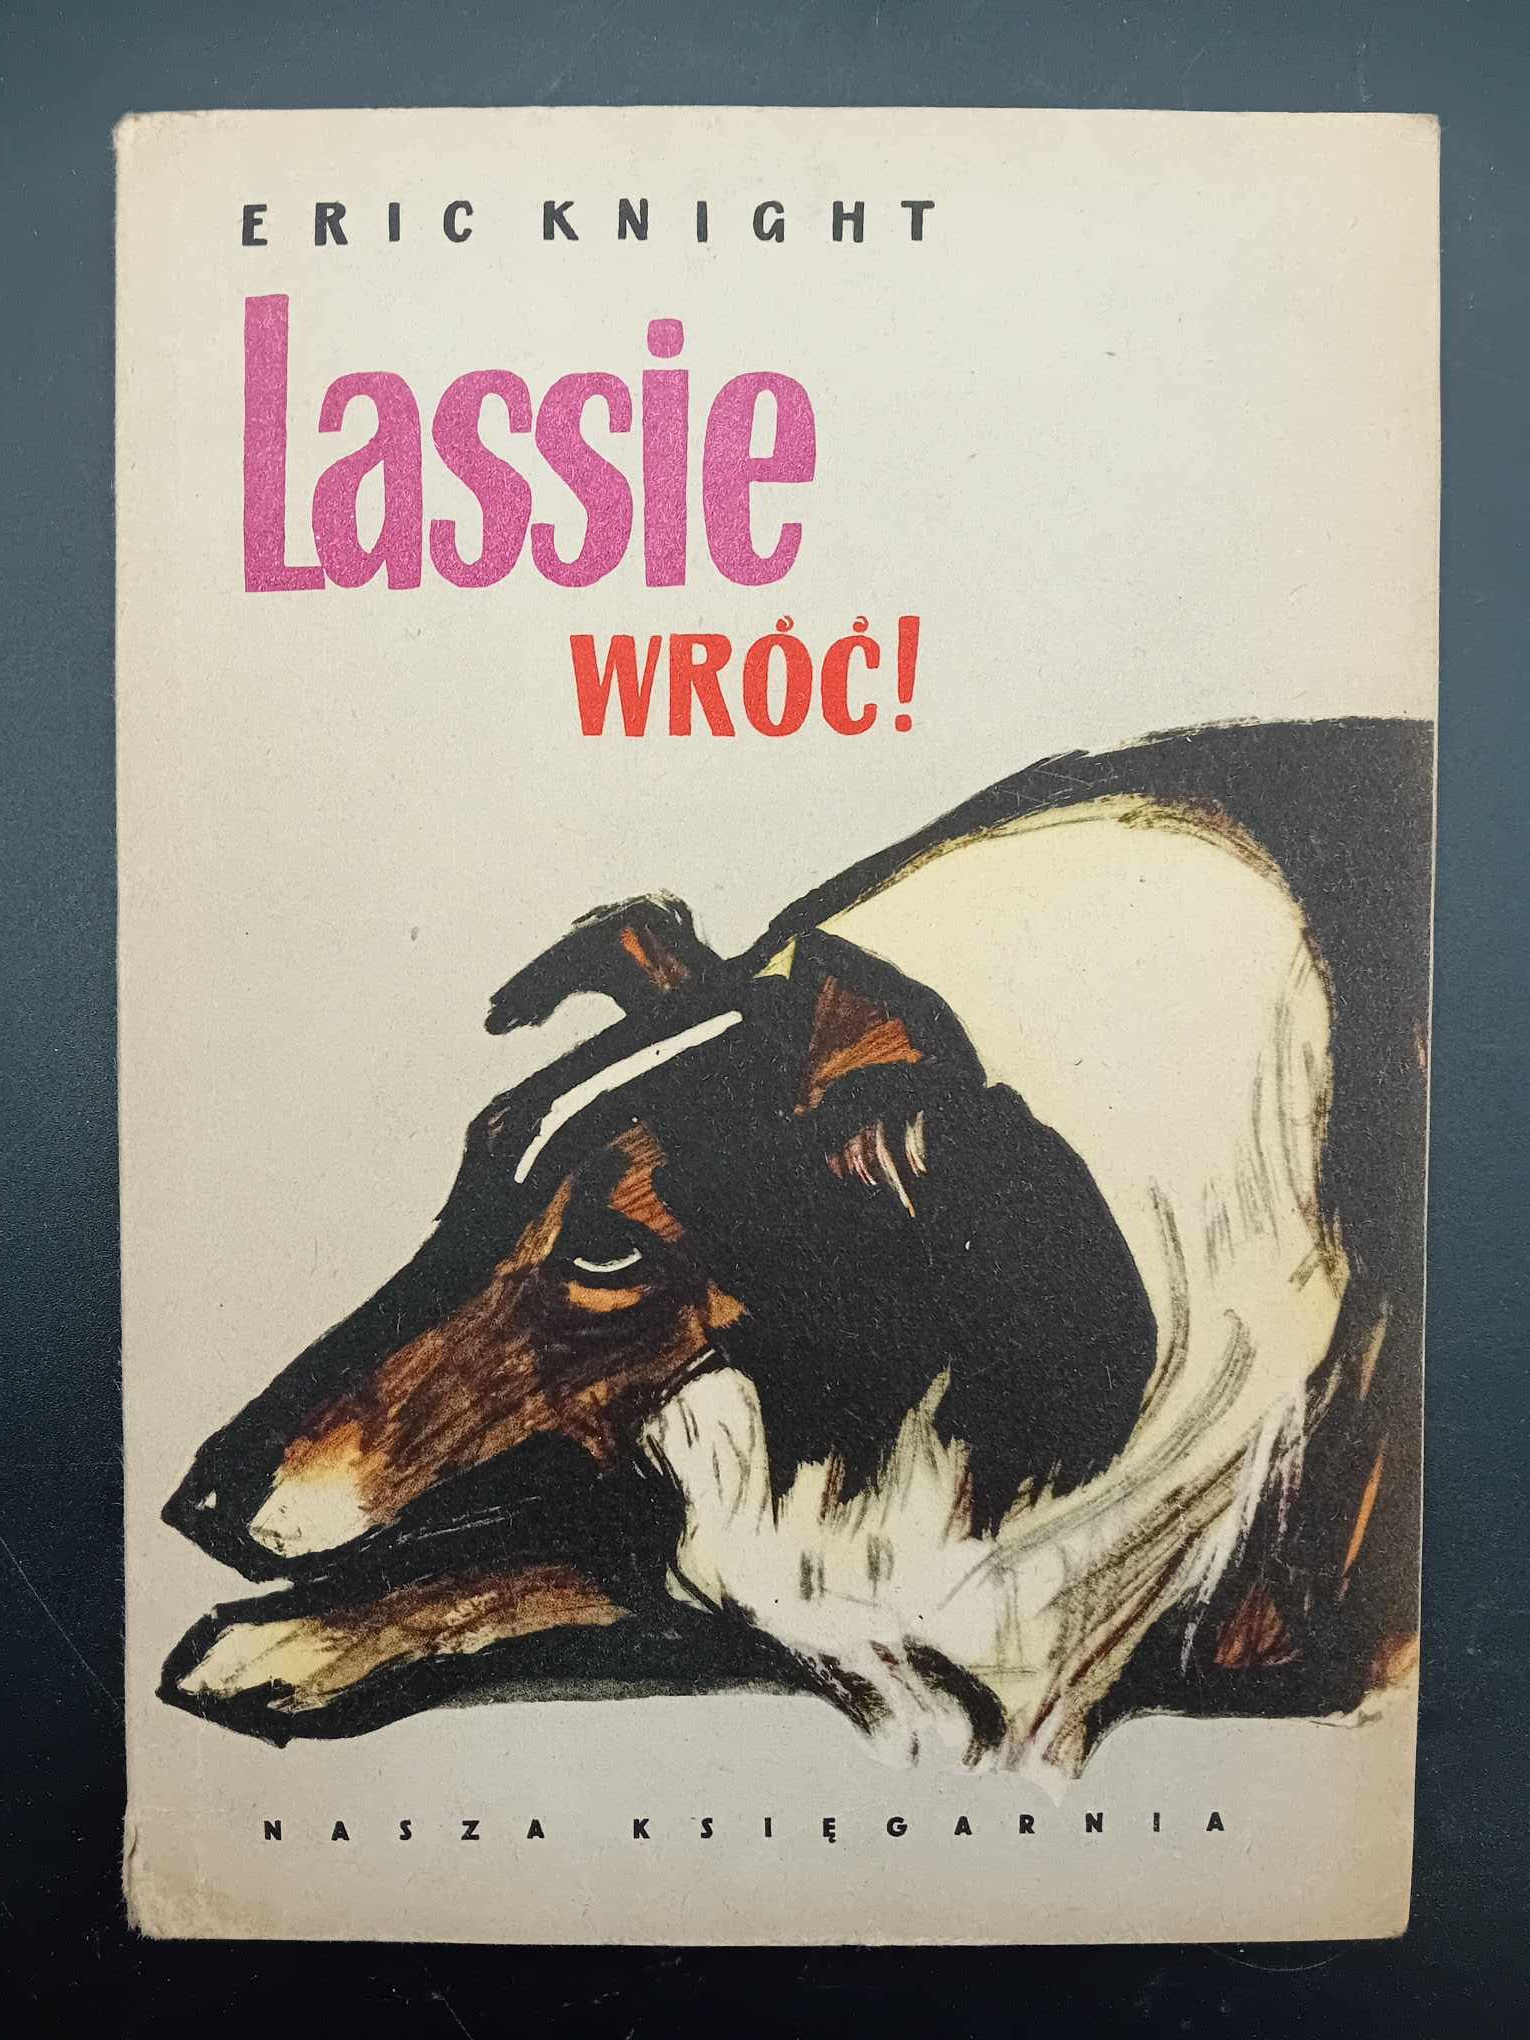 ERIC KNIGHT
Lassie
WRÓĆ!
NASZA KSIĘGARNIA